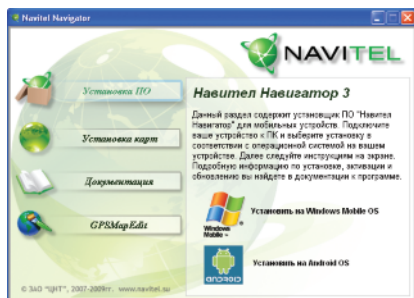 Navitel Navigator
NAVITEL
Установка ПО
Установка карт
Документация
GPSMapEdit
Навител Навигатор 3
Данный раздел содержит установщик ПО "Навител
Навигатор" для мобильных устройств. Подключите
ваше устройство к ПК и выберите установку в
соответствии с операционной системой на вашем
устройстве. Далее следуйте инструкциям на экране.
Подробную информацию по установке, активации и
обновлению вы найдете в документации к программе.
Windows
Mobile
Установить на Windows Mobile OS
ANDROID
Установить на Android OS
© ЗАО "ЦНТ", 2007-2009гг. www.navitel.su